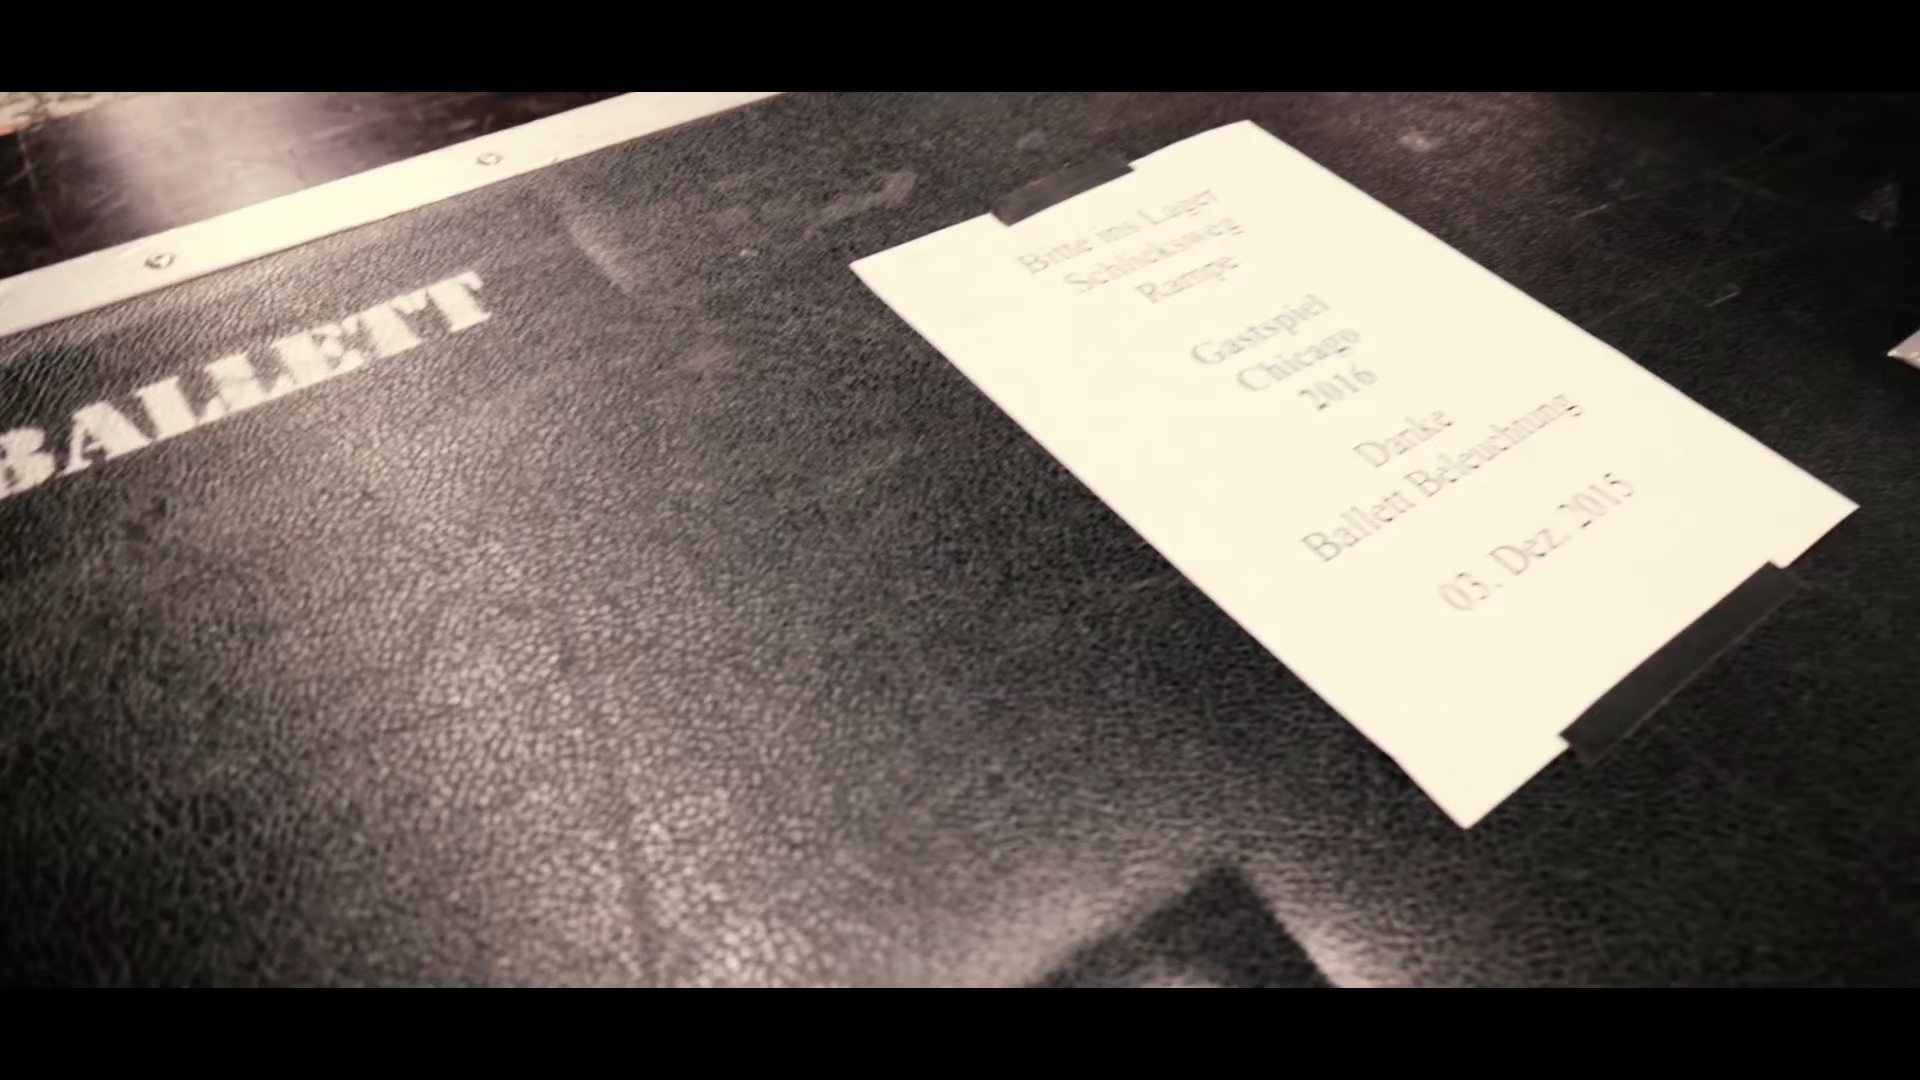 BALLETT
Bitte ins Lager
Schlicksweg
Rampe
Gastspiel
Chicago
2016
Danke
Ballett Beleuchtung
03. Dez. 2015